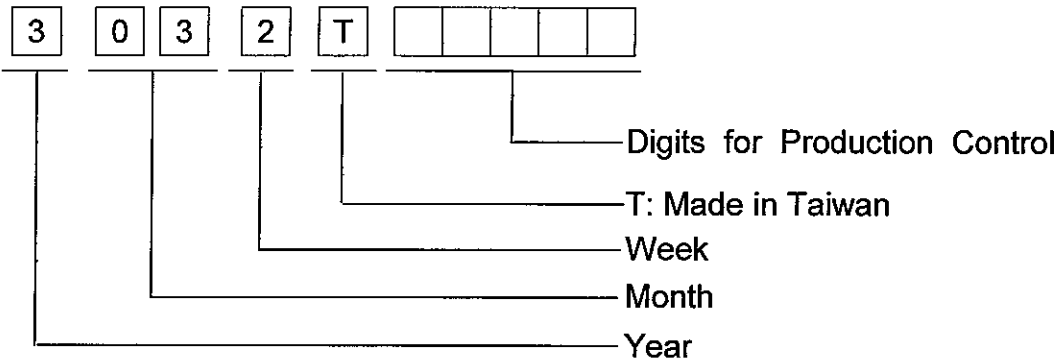 3 0 3 2 T
Digits for Production Control
T: Made in Taiwan
Week
Month
Year